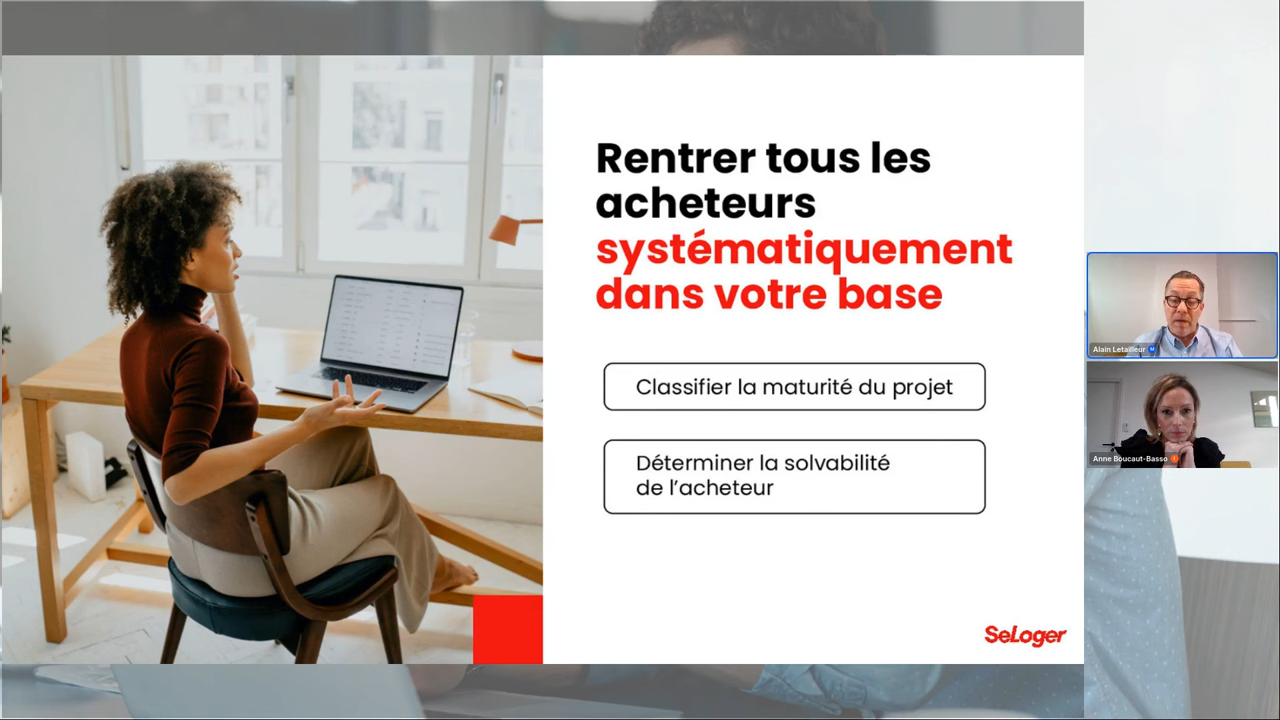 Rentrer tous les
acheteurs
systématiquement
dans votre base
Classifier la maturité du projet
Déterminer la solvabilité
de l'acheteur
SeLoger
Alain Letailleur
Anne Boucaut-Basso